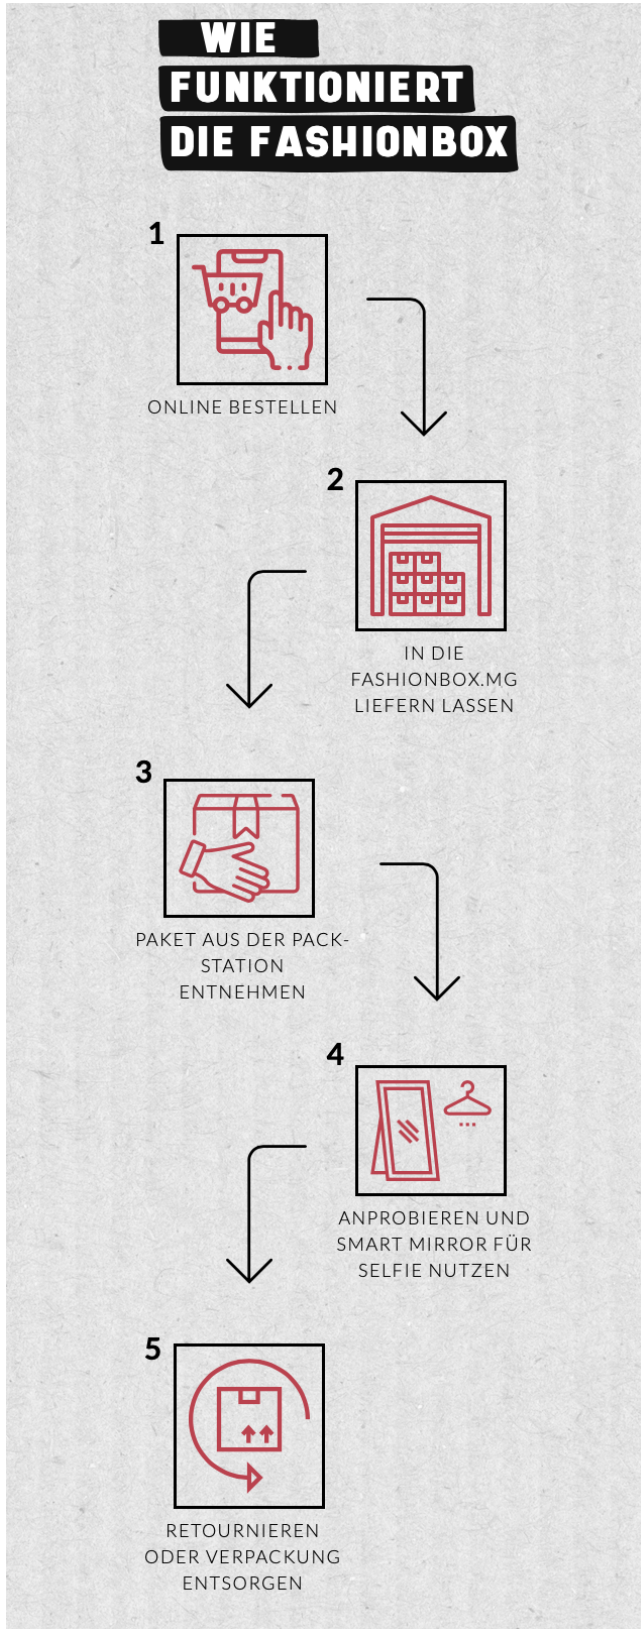 WIE
FUNKTIONIERT
DIE FASHIONBOX
1
ONLINE BESTELLEN
2
IN DIE
FASHIONBOX.MG
LIEFERN LASSEN
3
PAKET AUS DER PACK-
STATION
ENTNEHMEN
4
ANPROBIEREN UND
SMART MIRROR FÜR
SELFIE NUTZEN
5
RETOURNIEREN
ODER VERPACKUNG
ENTSORGEN